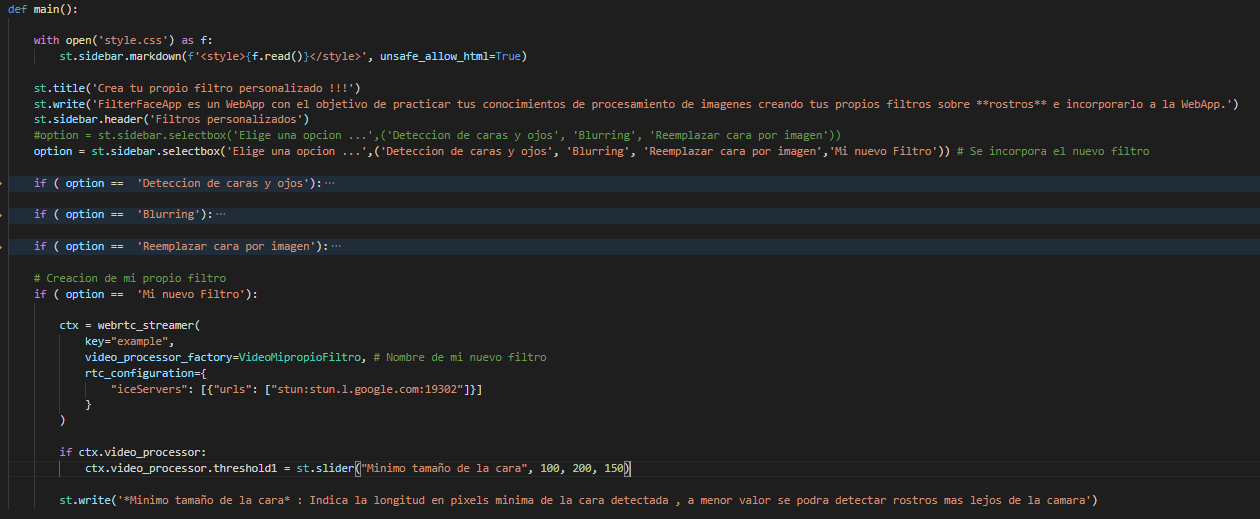 def main():
with open('style.css') as f:
st.sidebar.markdown(f'<style>{f.read()}</style>', unsafe_allow_html=True)
st.title('Crea tu propio filtro personalizado !!!')
st.write('FilterFaceApp es un WebApp con el objetivo de practicar tus conocimientos de procesamiento de imagenes creando tus propios filtros sobre **rostros** e incorporarlo a la WebApp.')
st.sidebar.header('Filtros personalizados')
#option = st.sidebar.selectbox('Elige una opcion ...',('Deteccion de caras y ojos', 'Blurring', 'Reemplazar cara por imagen'))
option = st.sidebar.selectbox('Elige una opcion ...',('Deteccion de caras y ojos', 'Blurring', 'Reemplazar cara por imagen','Mi nuevo Filtro')) # Se incorpora el nuevo filtro
if ( option == 'Deteccion de caras y ojos'):···
if ( option == 'Blurring'):···
if ( option == 'Reemplazar cara por imagen'):···
# Creacion de mi propio filtro
if ( option == 'Mi nuevo Filtro'):
ctx = webrtc_streamer(
key="example",
video_processor_factory=VideoMipropioFiltro, # Nombre de mi nuevo filtro
rtc_configuration={
"iceServers": [{"urls": ["stun:stun.l.google.com:19302"]}]
}
)
if ctx.video_processor:
ctx.video_processor.threshold1 = st.slider("Minimo tamaño de la cara", 100, 200, 150)
st.write('*Minimo tamaño de la cara* : Indica la longitud en pixels minima de la cara detectada , a menor valor se podra detectar rostros mas lejos de la camara')